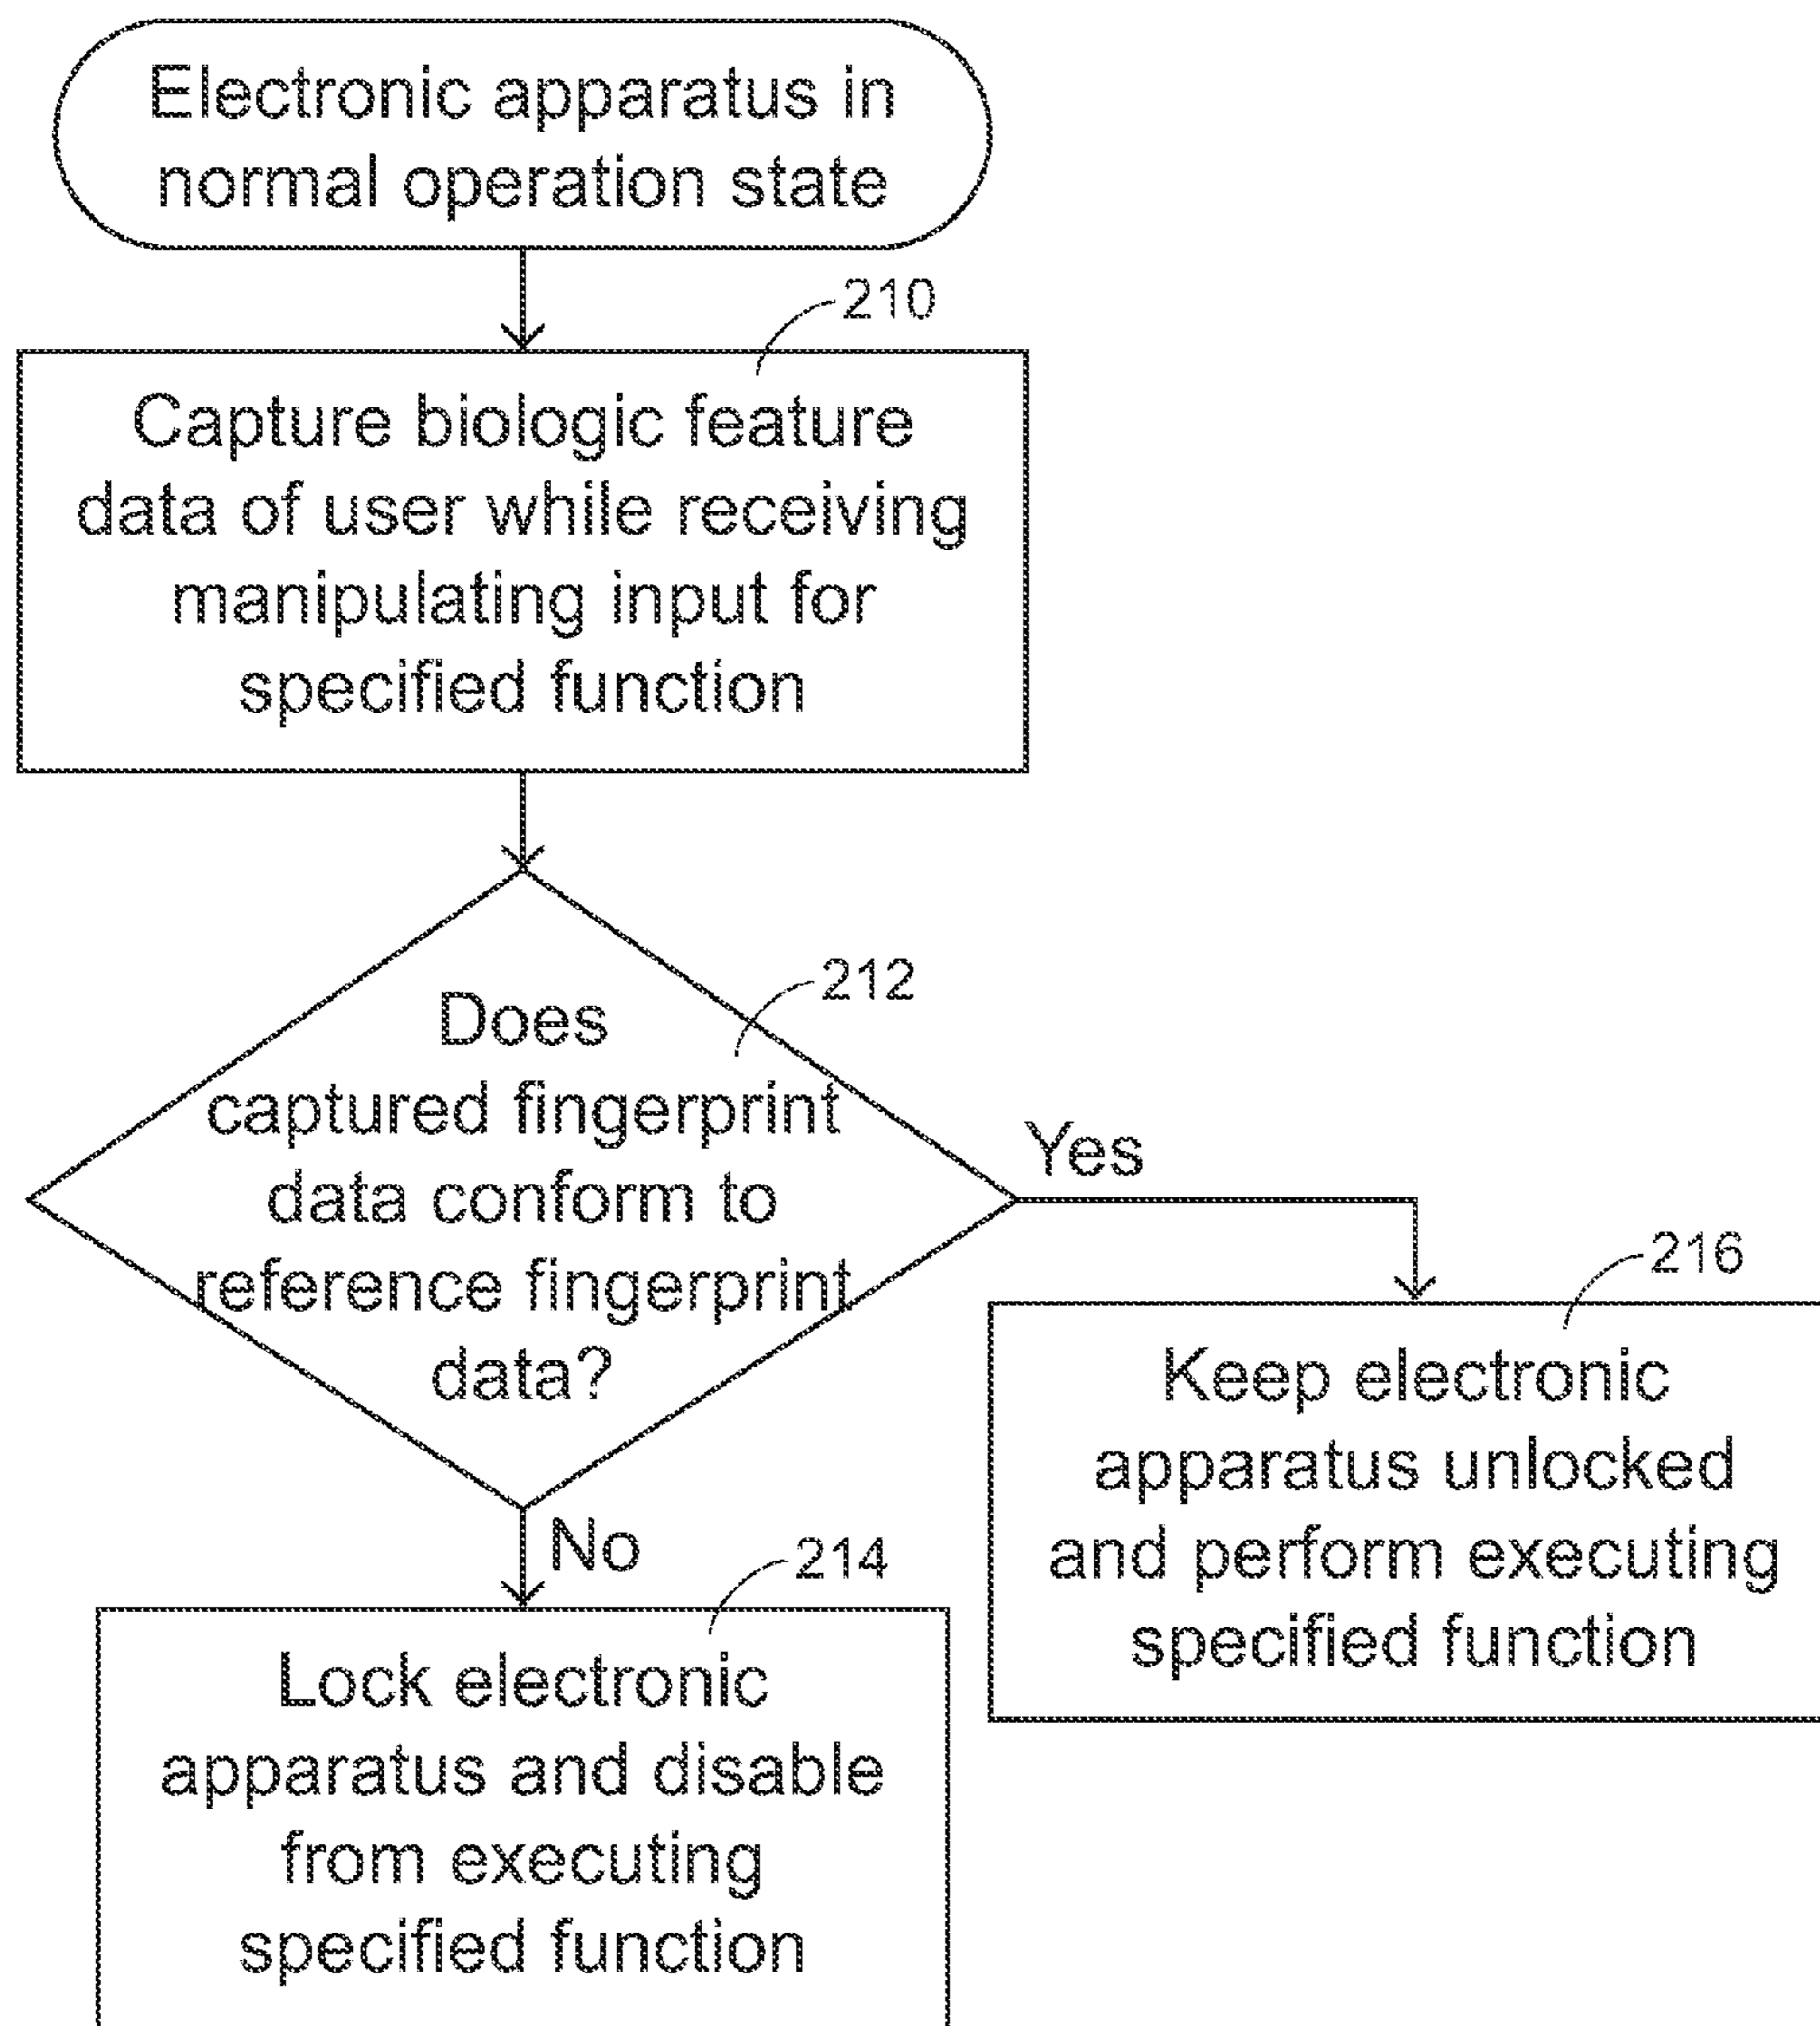 Electronic apparatus in
normal operation state
210
Capture biologic feature
data of user while receiving
manipulating input for
specified function
212
Does
captured fingerprint
data conform to
reference fingerprint
data?
Yes
216
Keep electronic
apparatus unlocked
and perform executing
specified function
No
214
Lock electronic
apparatus and disable
from executing
specified function